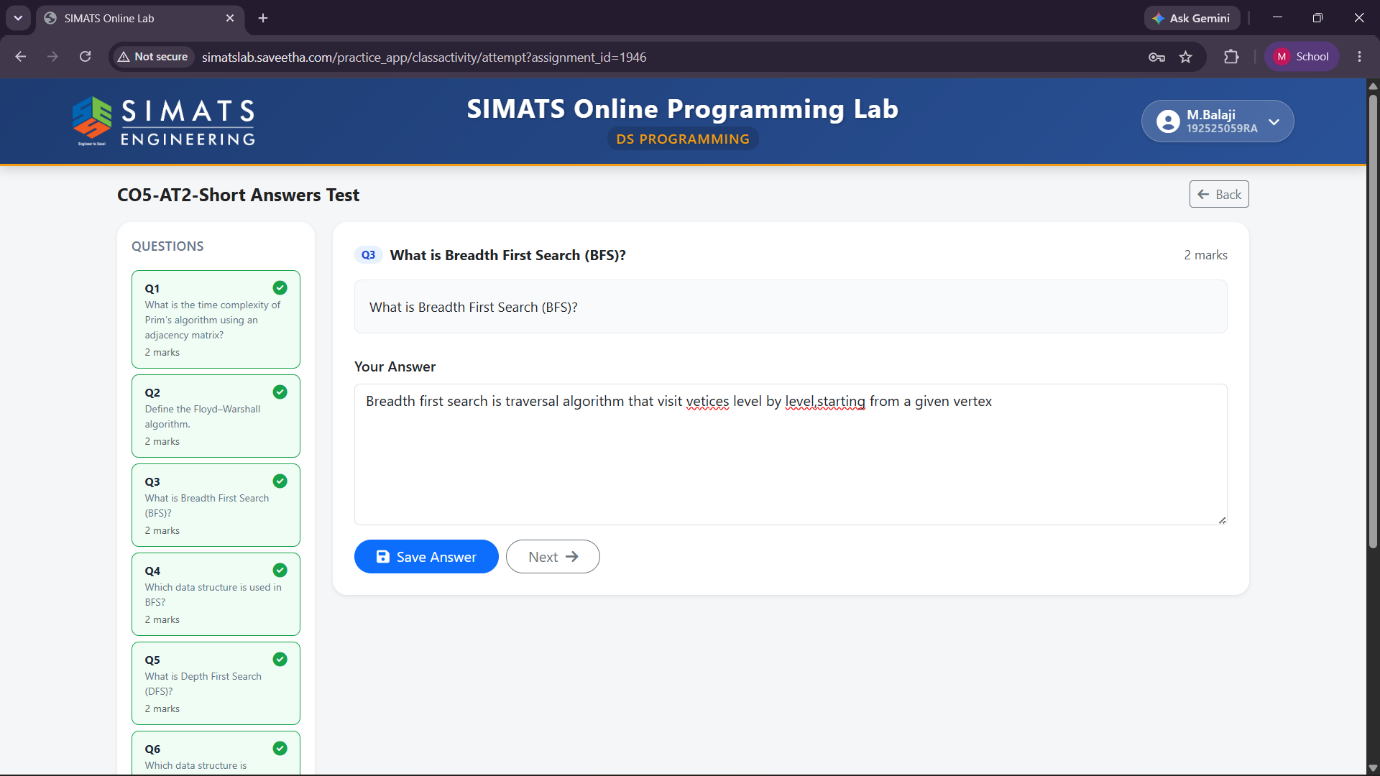 SIMATS Online Lab
Ask Gemini
Not secure
simatslab.saveetha.com/practice_app/classactivity/attempt?assignment_id=1946
M
School
SIMATS
ENGINEERING
Engineer to Excel
SIMATS Online Programming Lab
DS PROGRAMMING
M.Balaji
192525059RA
CO5-AT2-Short Answers Test
Back
QUESTIONS
Q1
What is the time complexity of
Prim's algorithm using an
adjacency matrix?
2 marks
Q2
Define the Floyd–Warshall
algorithm.
2 marks
Q3
What is Breadth First Search
(BFS)?
2 marks
Q4
Which data structure is used in
BFS?
2 marks
Q5
What is Depth First Search
(DFS)?
2 marks
Q6
Which data structure is
Q3 What is Breadth First Search (BFS)?
2 marks
What is Breadth First Search (BFS)?
Your Answer
Breadth first search is traversal algorithm that visit vetices level by level,starting from a given vertex
Save Answer
Next